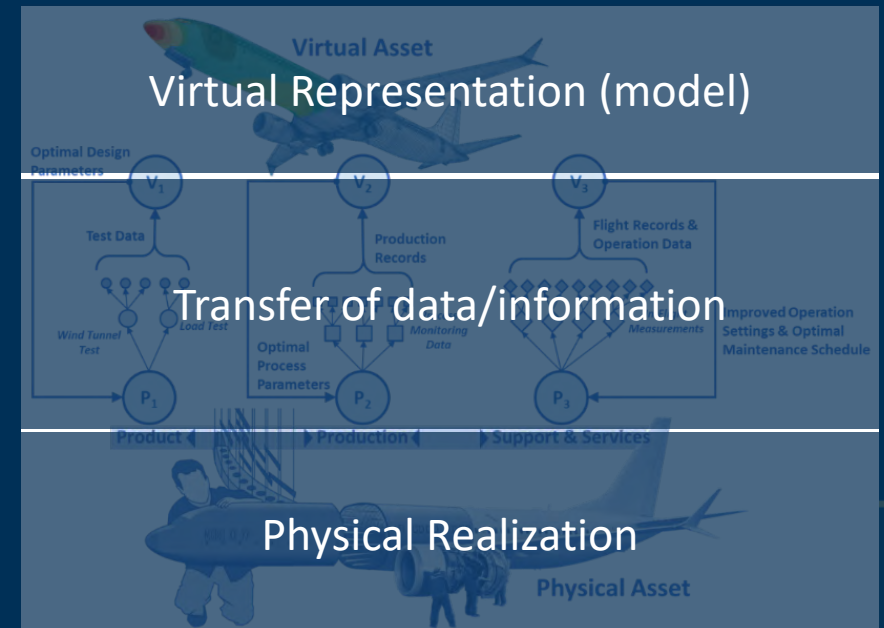 Virtual Asset
Virtual Representation (model)
Optimal Design
Parameters
V1
V2
V3
Test Data
Production
Records
Flight Records &
Operation Data
Transfer of data/information
Wind Tunnel
Test
Load Test
Optimal
Process
Parameters
Monitoring
Data
Measurements
Improved Operation
Settings & Optimal
Maintenance Schedule
P1
P2
P3
Product
Production
Support & Services
Physical Realization
Physical Asset